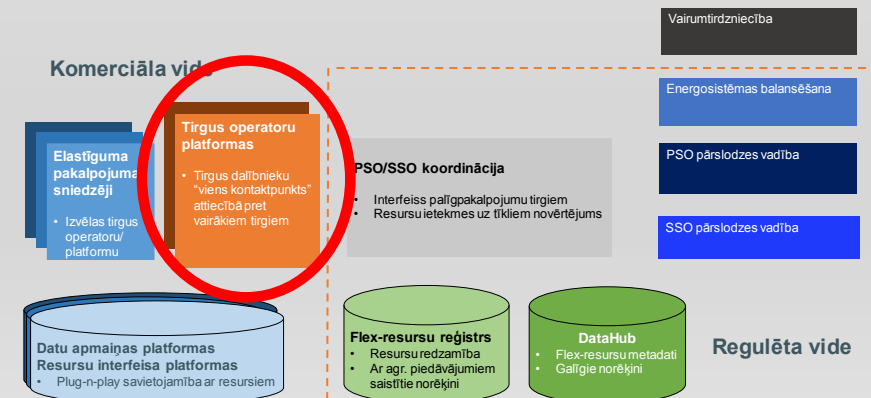 Vairumtirdzniecība
Komerciāla vide
Energosistēmas balansēšana
Tirgus operatoru
platformas
• Tirgus dalībnieku
“viens kontaktpunkts”
attiecībā pret
vairākiem tirgiem
Elastīguma
pakalpojuma
sniedzēji
• Izvēlas tirgus
operatoru/
platformu
PSO/SSO koordinācija
• Interfeiss palīgpakalpojumu tirgiem
• Resursu ietekmes uz tīkliem novērtējums
PSO pārslodzes vadība
SSO pārslodzes vadība
Datu apmaiņas platformas
Resursu interfeisa platformas
• Plug-n-play savietojamība ar resursiem
Flex-resursu reģistrs
• Resursu redzamība
• Ar agr. piedāvājumiem
saistītie norēķini
DataHub
• Flex-resursu metadati
• Galīgie norēķini
Regulēta vide